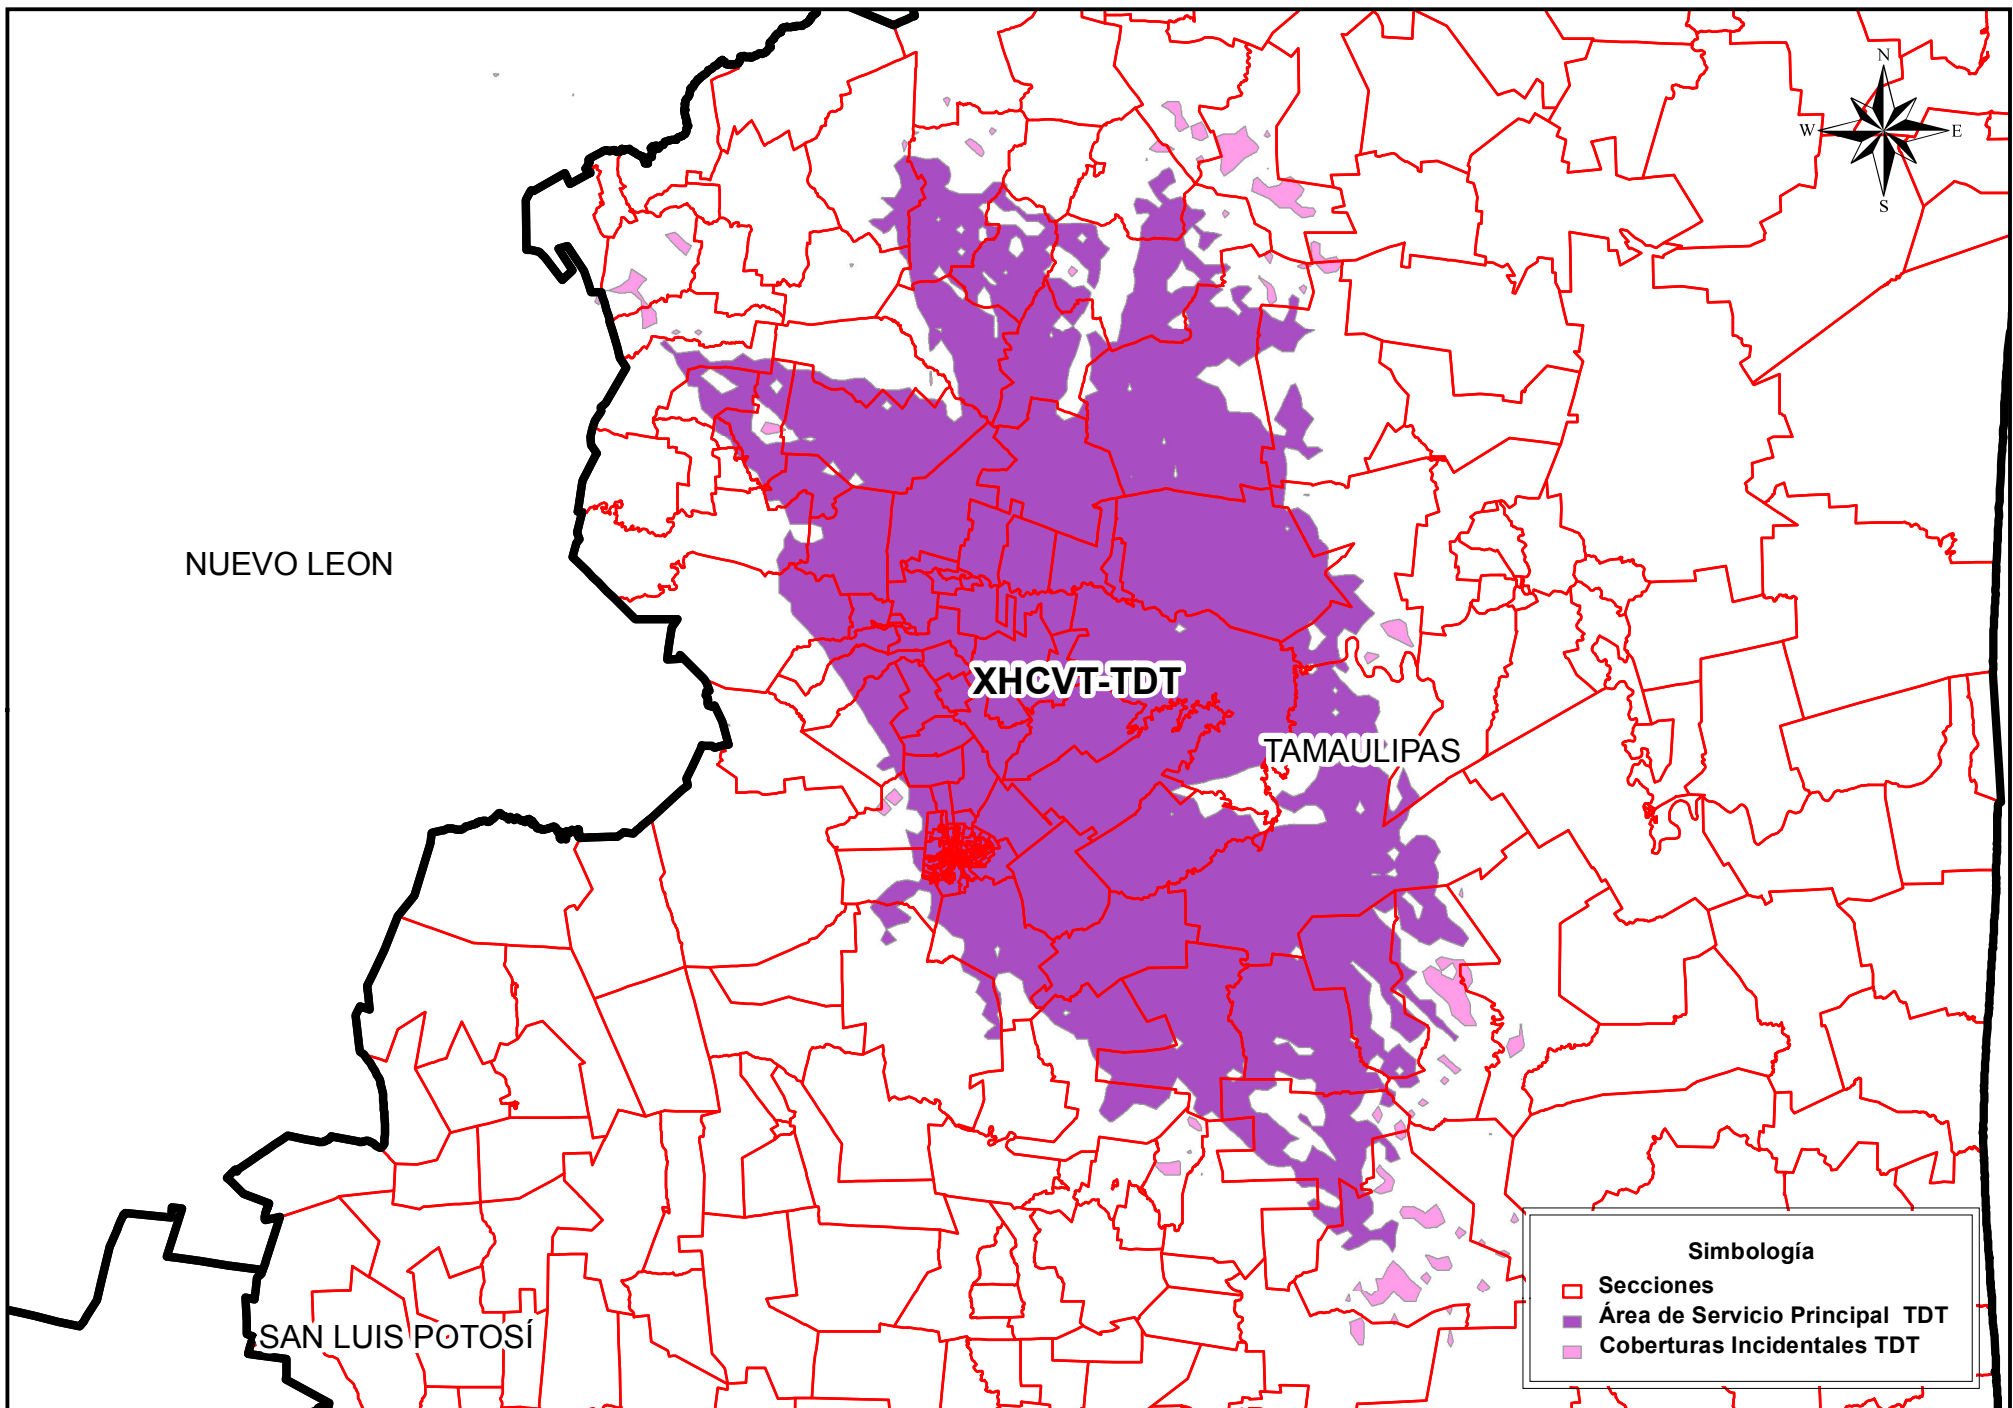 N
W E
S
NUEVO LEON
XHCVT-TDT
TAMAULIPAS
SAN LUIS POTOSÍ
Simbología
Secciones
Área de Servicio Principal TDT
Coberturas Incidentales TDT